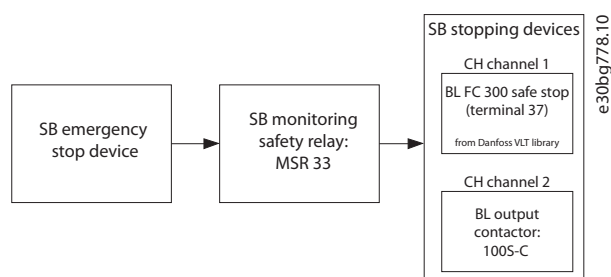 SB emergency
stop device
SB monitoring
safety relay:
MSR 33
SB stopping devices
CH channel 1
BL FC 300 safe stop
(terminal 37)
from Danfoss VLT library
CH channel 2
BL output
contactor:
100S-C
e30bg778.10